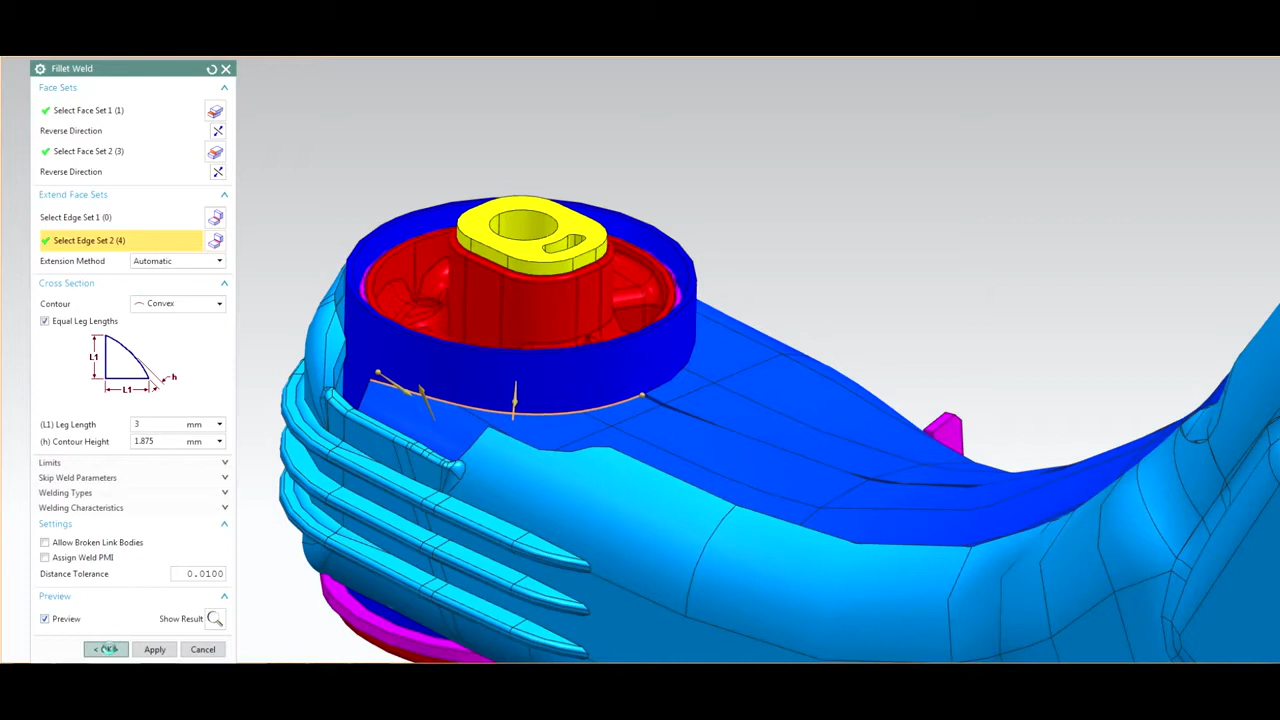 Fillet Weld
Face Sets
Select Face Set 1 (1)
Reverse Direction
Select Face Set 2 (3)
Reverse Direction
Extend Face Sets
Select Edge Set 1 (0)
Select Edge Set 2 (4)
Extension Method Automatic
Cross Section
Contour Convex
Equal Leg Lengths
L1
h
L1
(L1) Leg Length 3 mm
(h) Contour Height 1.875 mm
Limits
Skip Weld Parameters
Welding Types
Welding Characteristics
Settings
Allow Broken Link Bodies
Assign Weld PMI
Distance Tolerance 0.0100
Preview
Preview Show Result
Apply Cancel